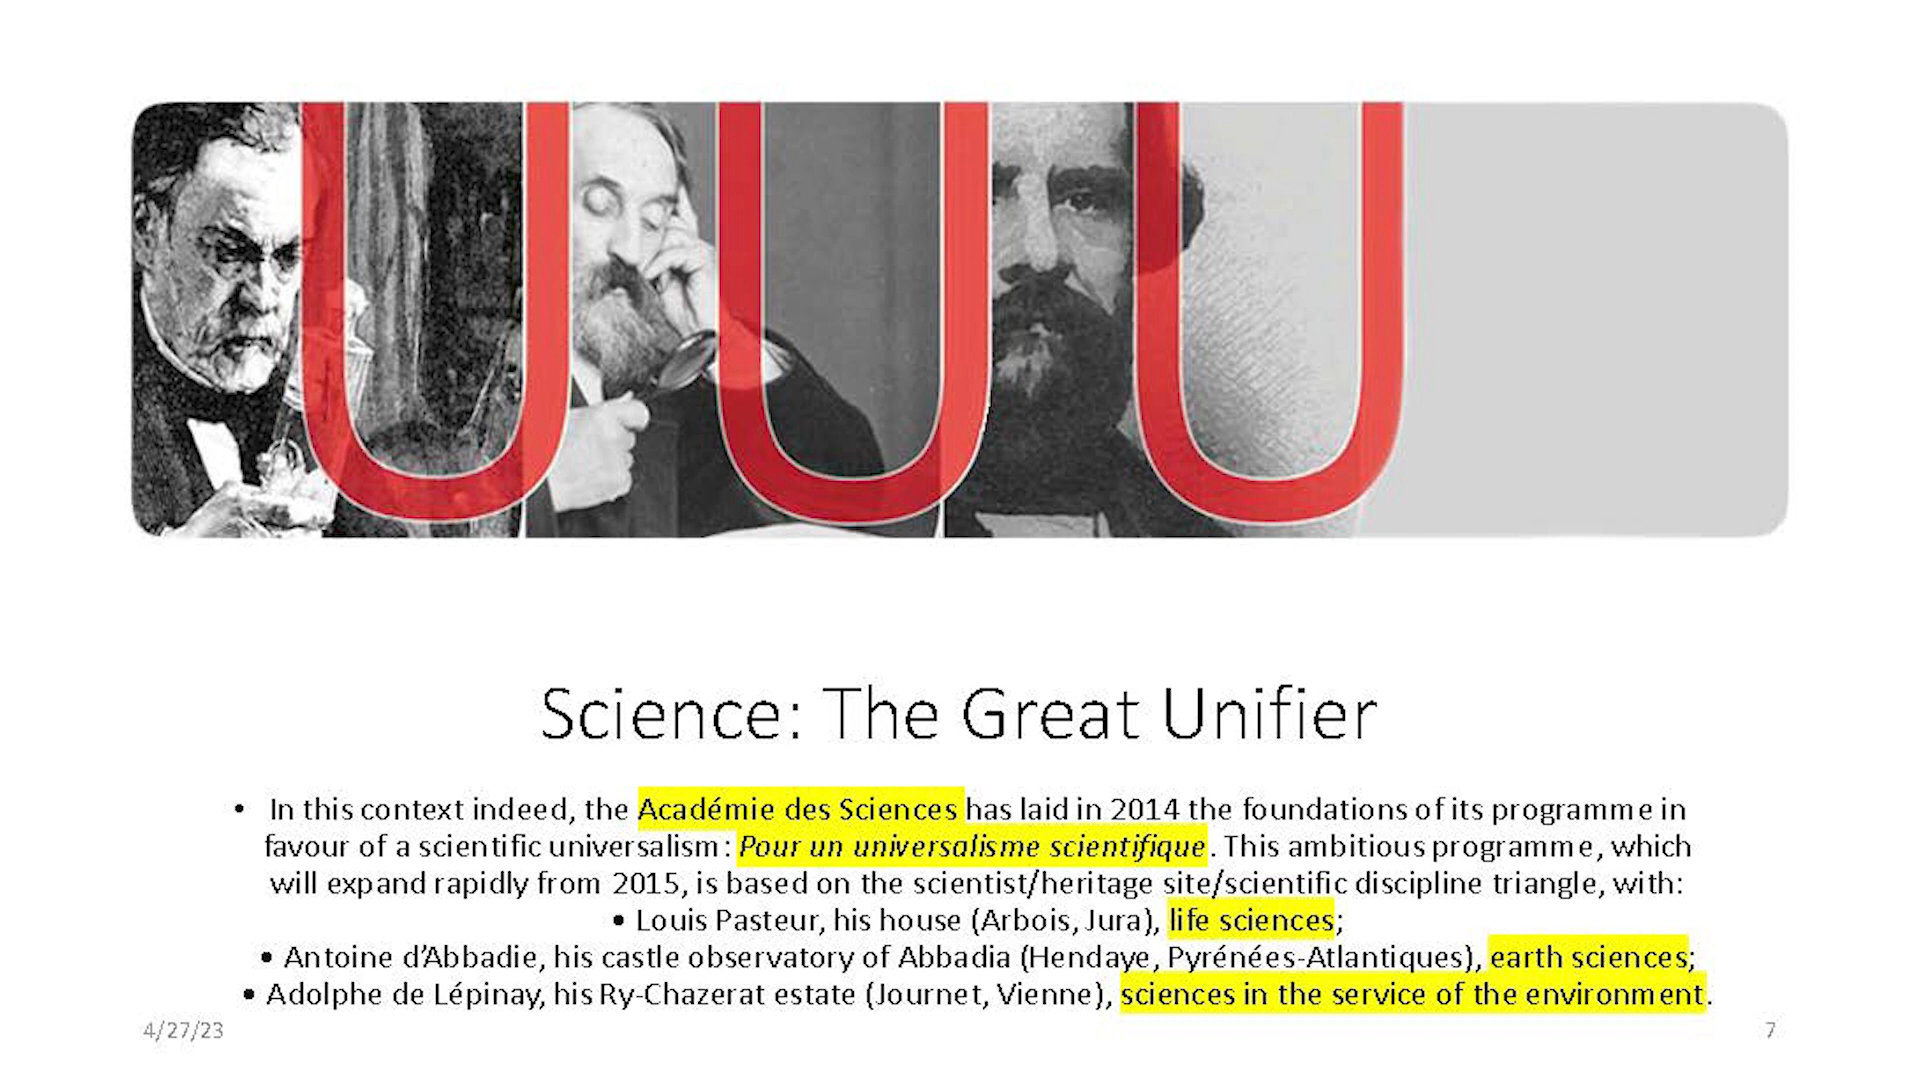 Science: The Great Unifier
• In this context indeed, the Académie des Sciences has laid in 2014 the foundations of its programme in
favour of a scientific universalism: Pour un universalisme scientifique. This ambitious programme, which
will expand rapidly from 2015, is based on the scientist/heritage site/scientific discipline triangle, with:
• Louis Pasteur, his house (Arbois, Jura), life sciences;
• Antoine d’Abbadie, his castle observatory of Abbadia (Hendaye, Pyrénées-Atlantiques), earth sciences;
• Adolphe de Lépinay, his Ry-Chazerat estate (Journet, Vienne), sciences in the service of the environment.
4/27/23
7